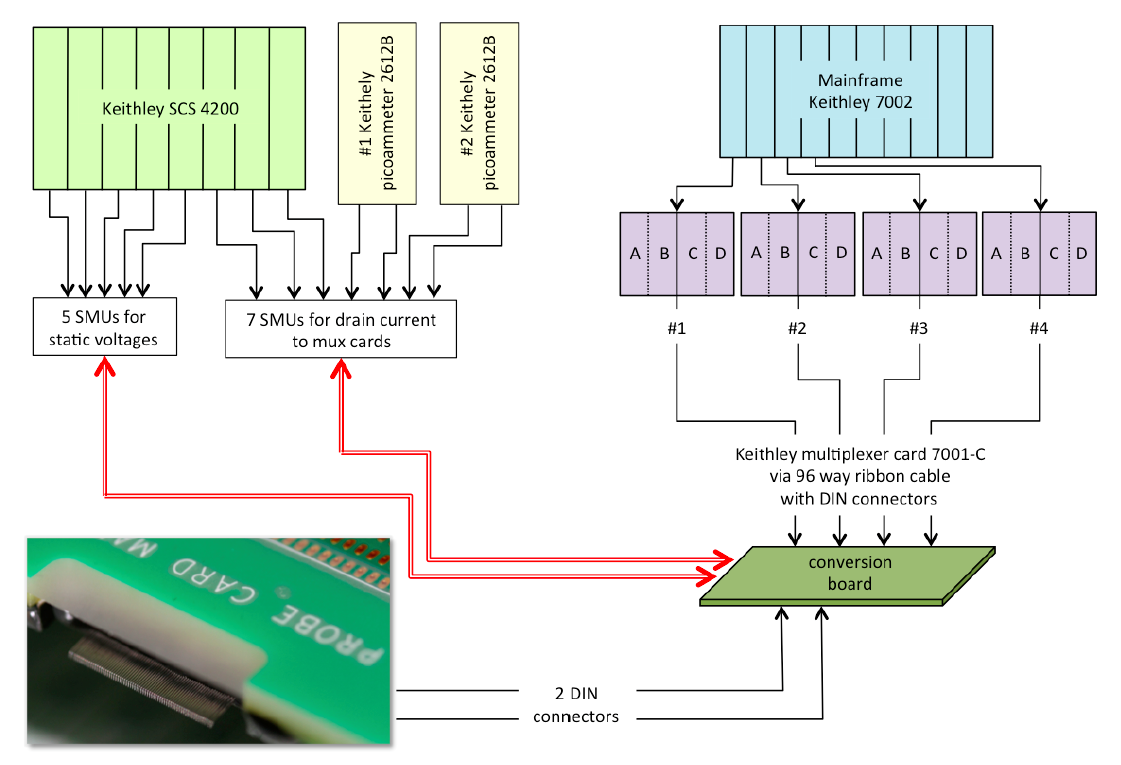 Keithley SCS 4200
#1 Keithely
picoammeter 2612B
#2 Keithley
picoammeter 2612B
Mainframe
Keithley 7002
A B C D
A B C D
A B C D
A B C D
#1
#2
#3
#4
5 SMUs for
static voltages
7 SMUs for drain current
to mux cards
Keithley multiplexer card 7001-C
via 96 way ribbon cable
with DIN connectors
conversion
board
PROBE CARD MA
2 DIN
connectors